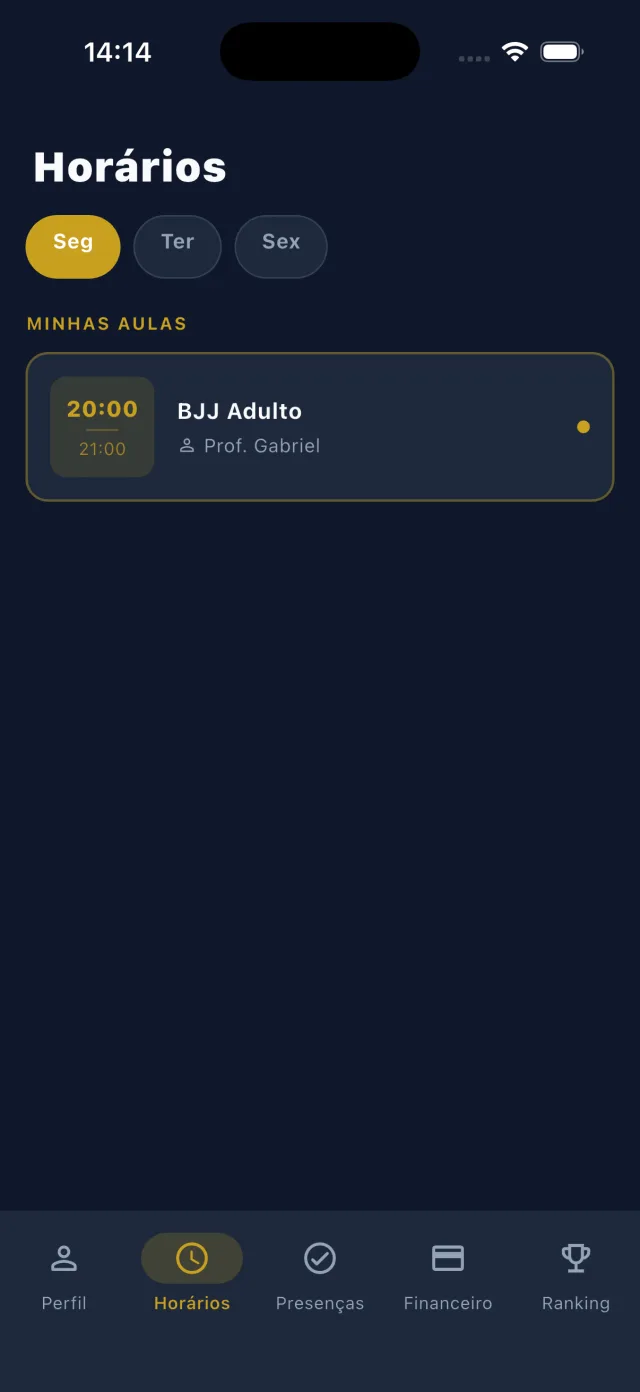 14:14
Horários
Seg Ter Sex
MINHAS AULAS
20:00
21:00
BJJ Adulto
Prof. Gabriel
Perfil Horários Presenças Financeiro Ranking